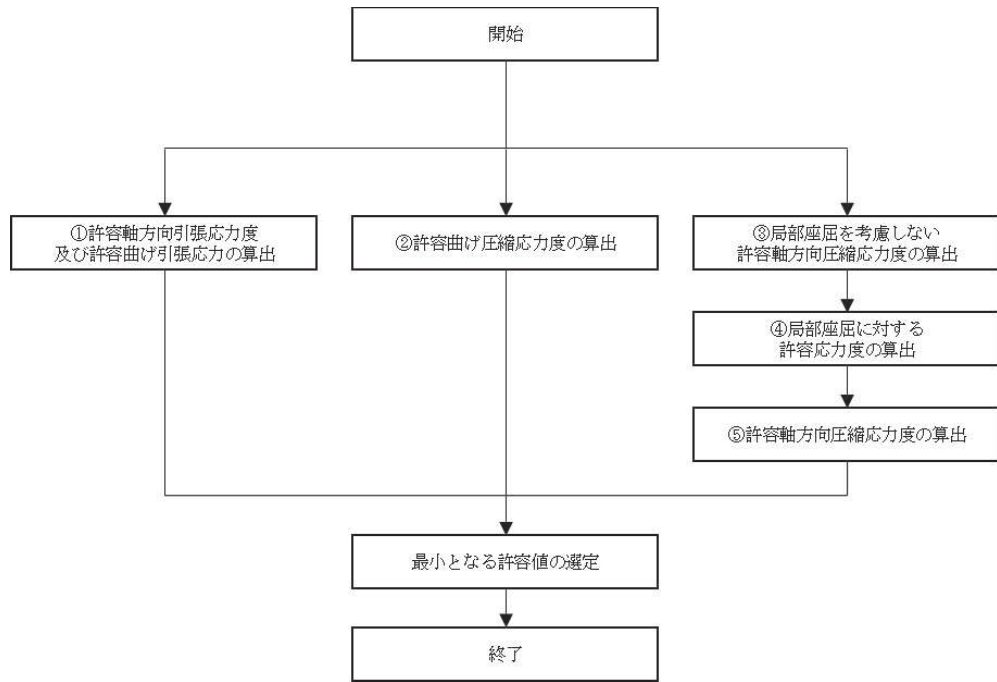 開始
①許容軸方向引張応力度
及び許容曲げ引張応力の算出
②許容曲げ圧縮応力度の算出
③局部座屈を考慮しない
許容軸方向圧縮応力度の算出
④局部座屈に対する
許容応力度の算出
⑤許容軸方向圧縮応力度の算出
最小となる許容値の選定
終了